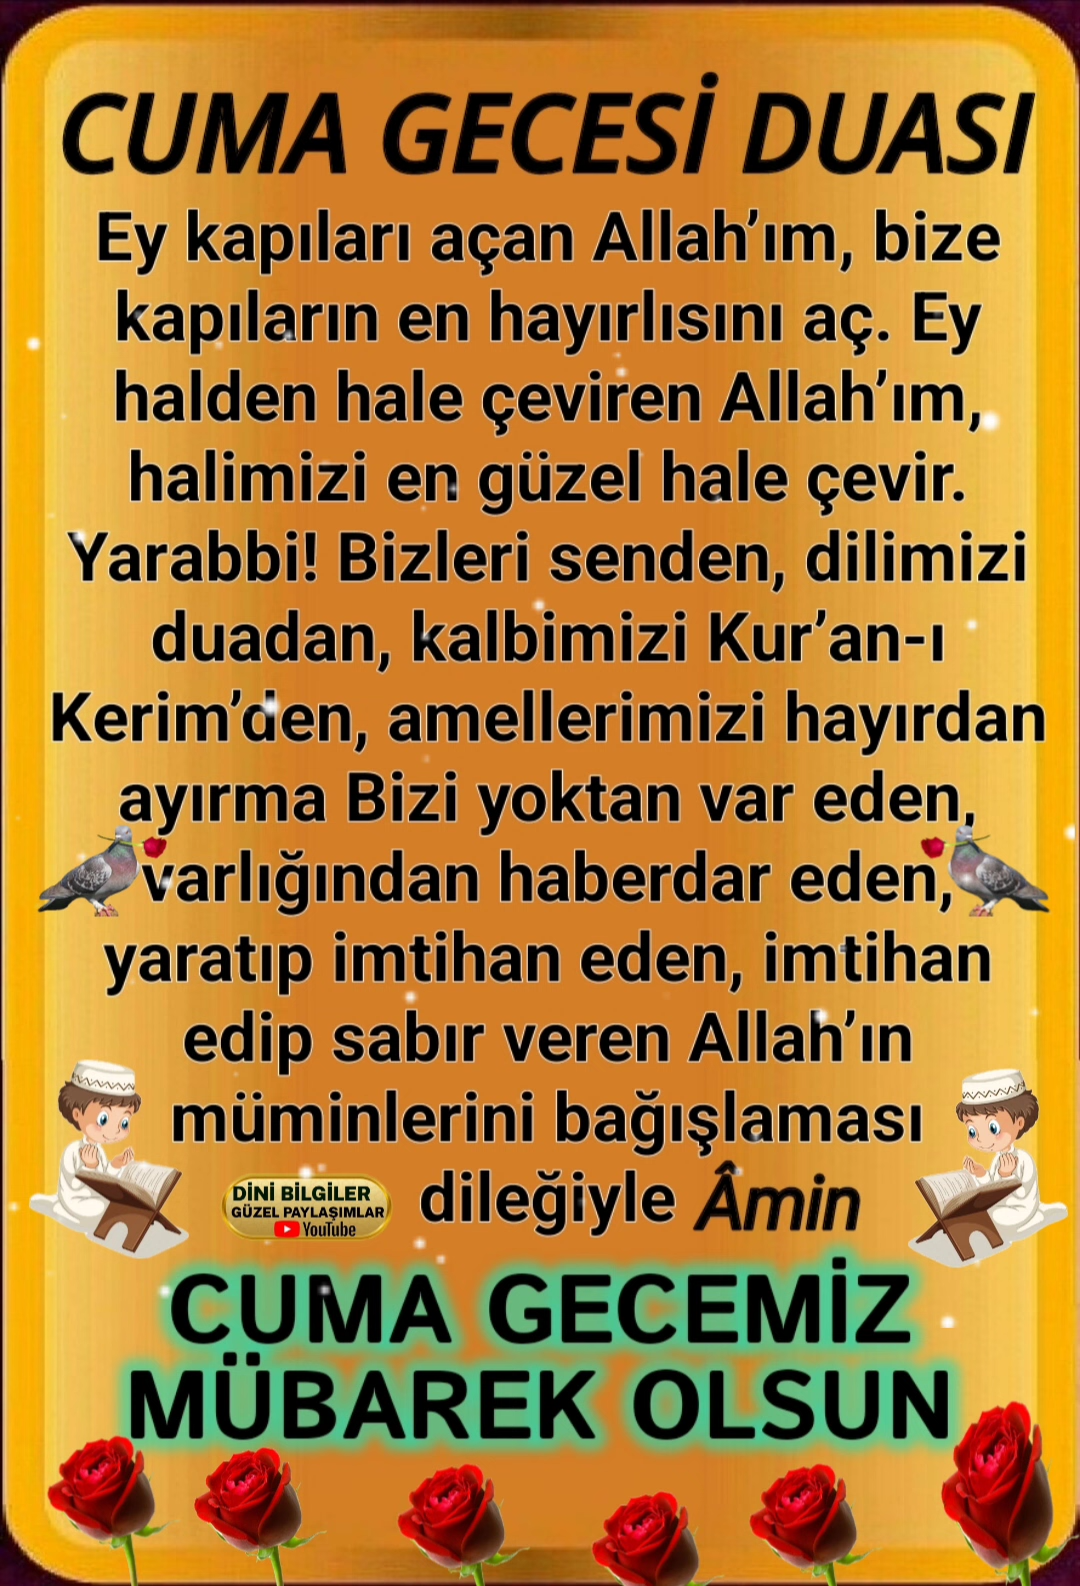 CUMA GECESİ DUASI
Ey kapıları açan Allah’ım, bize
kapıların en hayırlısını aç. Ey
halden hale çeviren Allah’ım,
halimizi en güzel hale çevir.
Yarabbi! Bizleri senden, dilimizi
duadan, kalbimizi Kur’an-ı
Kerim’den, amellerimizi hayırdan
ayırma Bizi yoktan var eden,
varlığından haberdar eden,
yaratıp imtihan eden, imtihan
edip sabır veren Allah’ın
müminlerini bağışlaması
dileğiyle Âmin
DİNİ BİLGİLER
GÜZEL PAYLAŞIMLAR
YouTube
CUMA GECEMİZ
MÜBAREK OLSUN